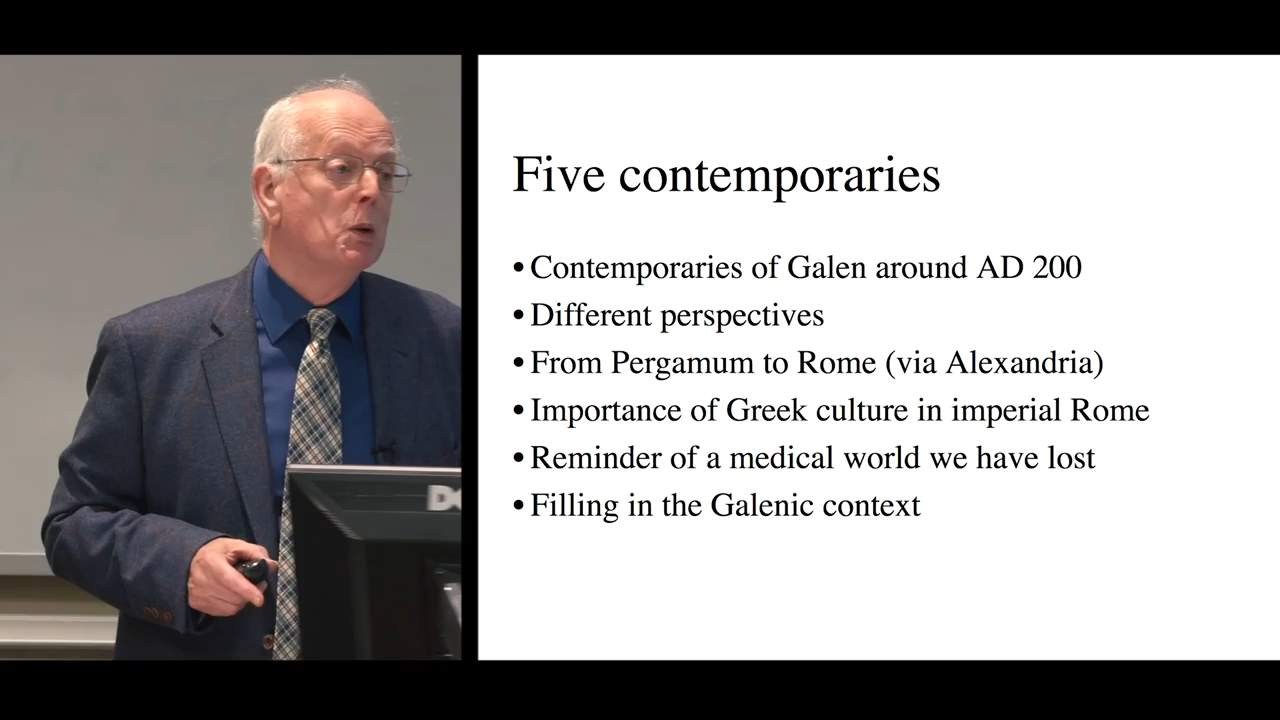 Five contemporaries
• Contemporaries of Galen around AD 200
• Different perspectives
• From Pergamum to Rome (via Alexandria)
• Importance of Greek culture in imperial Rome
• Reminder of a medical world we have lost
• Filling in the Galenic context